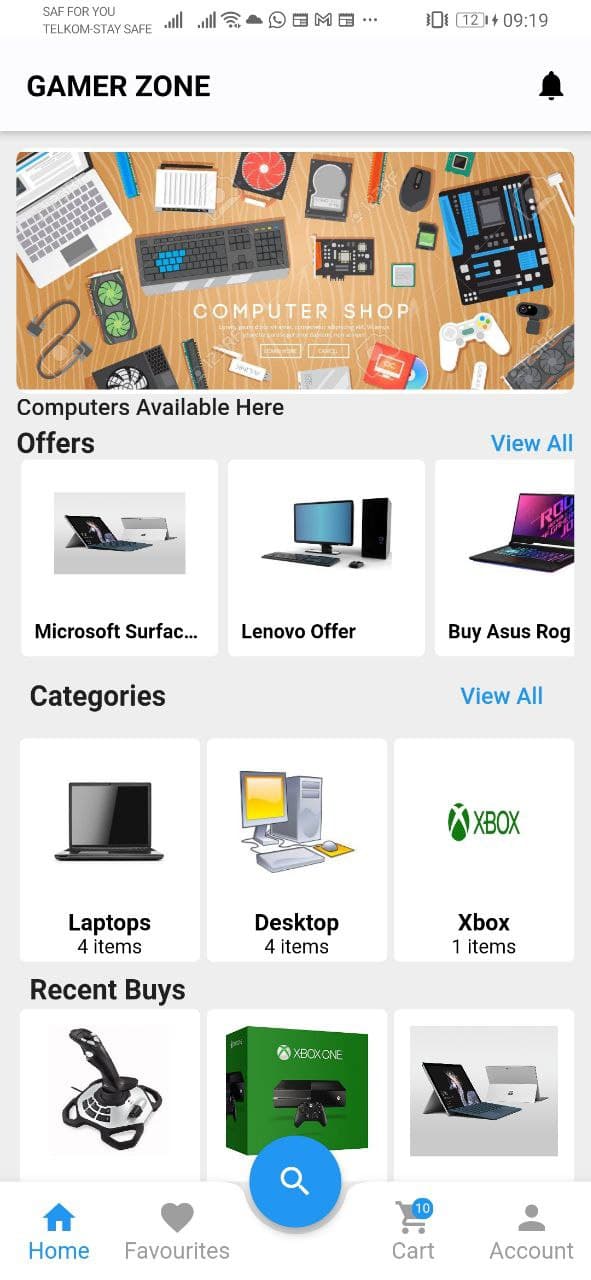 SAF FOR YOU
TELKOM-STAY SAFE
12
09:19
GAMER ZONE
COMPUTER SHOP
Computers Available Here
Offers
View All
Microsoft Surfac...
Lenovo Offer
Buy Asus Rog
Categories
View All
XBOX
Laptops
Desktop
Xbox
4 items
4 items
1 items
Recent Buys
XBOX ONE
10
Home
Favourites
Cart
Account